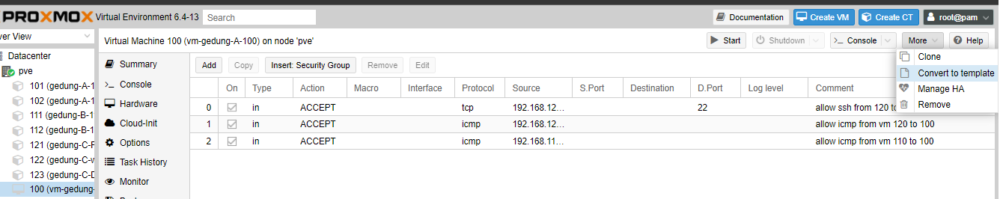 PROXMOX Virtual Environment 6.4-13 Search Documentation Create VM Create CT root@pam
ver View
Virtual Machine 100 (vm-gedung-A-100) on node 'pve' Start Shutdown Console More Help
Datacenter
pve
101 (gedung-A-1
102 (gedung-A-1
111 (gedung-B-1
112 (gedung-B-1
121 (gedung-C-F
122 (gedung-C-w
123 (gedung-C-D
100 (vm-gedung-
Summary
Console
Hardware
Cloud-Init
Options
Task History
Monitor
Add Copy Insert: Security Group Remove Edit
On Type Action Macro Interface Protocol Source S.Port Destination D.Port Log level Comment
0 in ACCEPT tcp 192.168.12... 22 allow ssh from 120 to
1 in ACCEPT icmp 192.168.12... allow icmp from vm 120 to 100
2 in ACCEPT icmp 192.168.11... allow icmp from vm 110 to 100
Clone
Convert to template
Manage HA
Remove